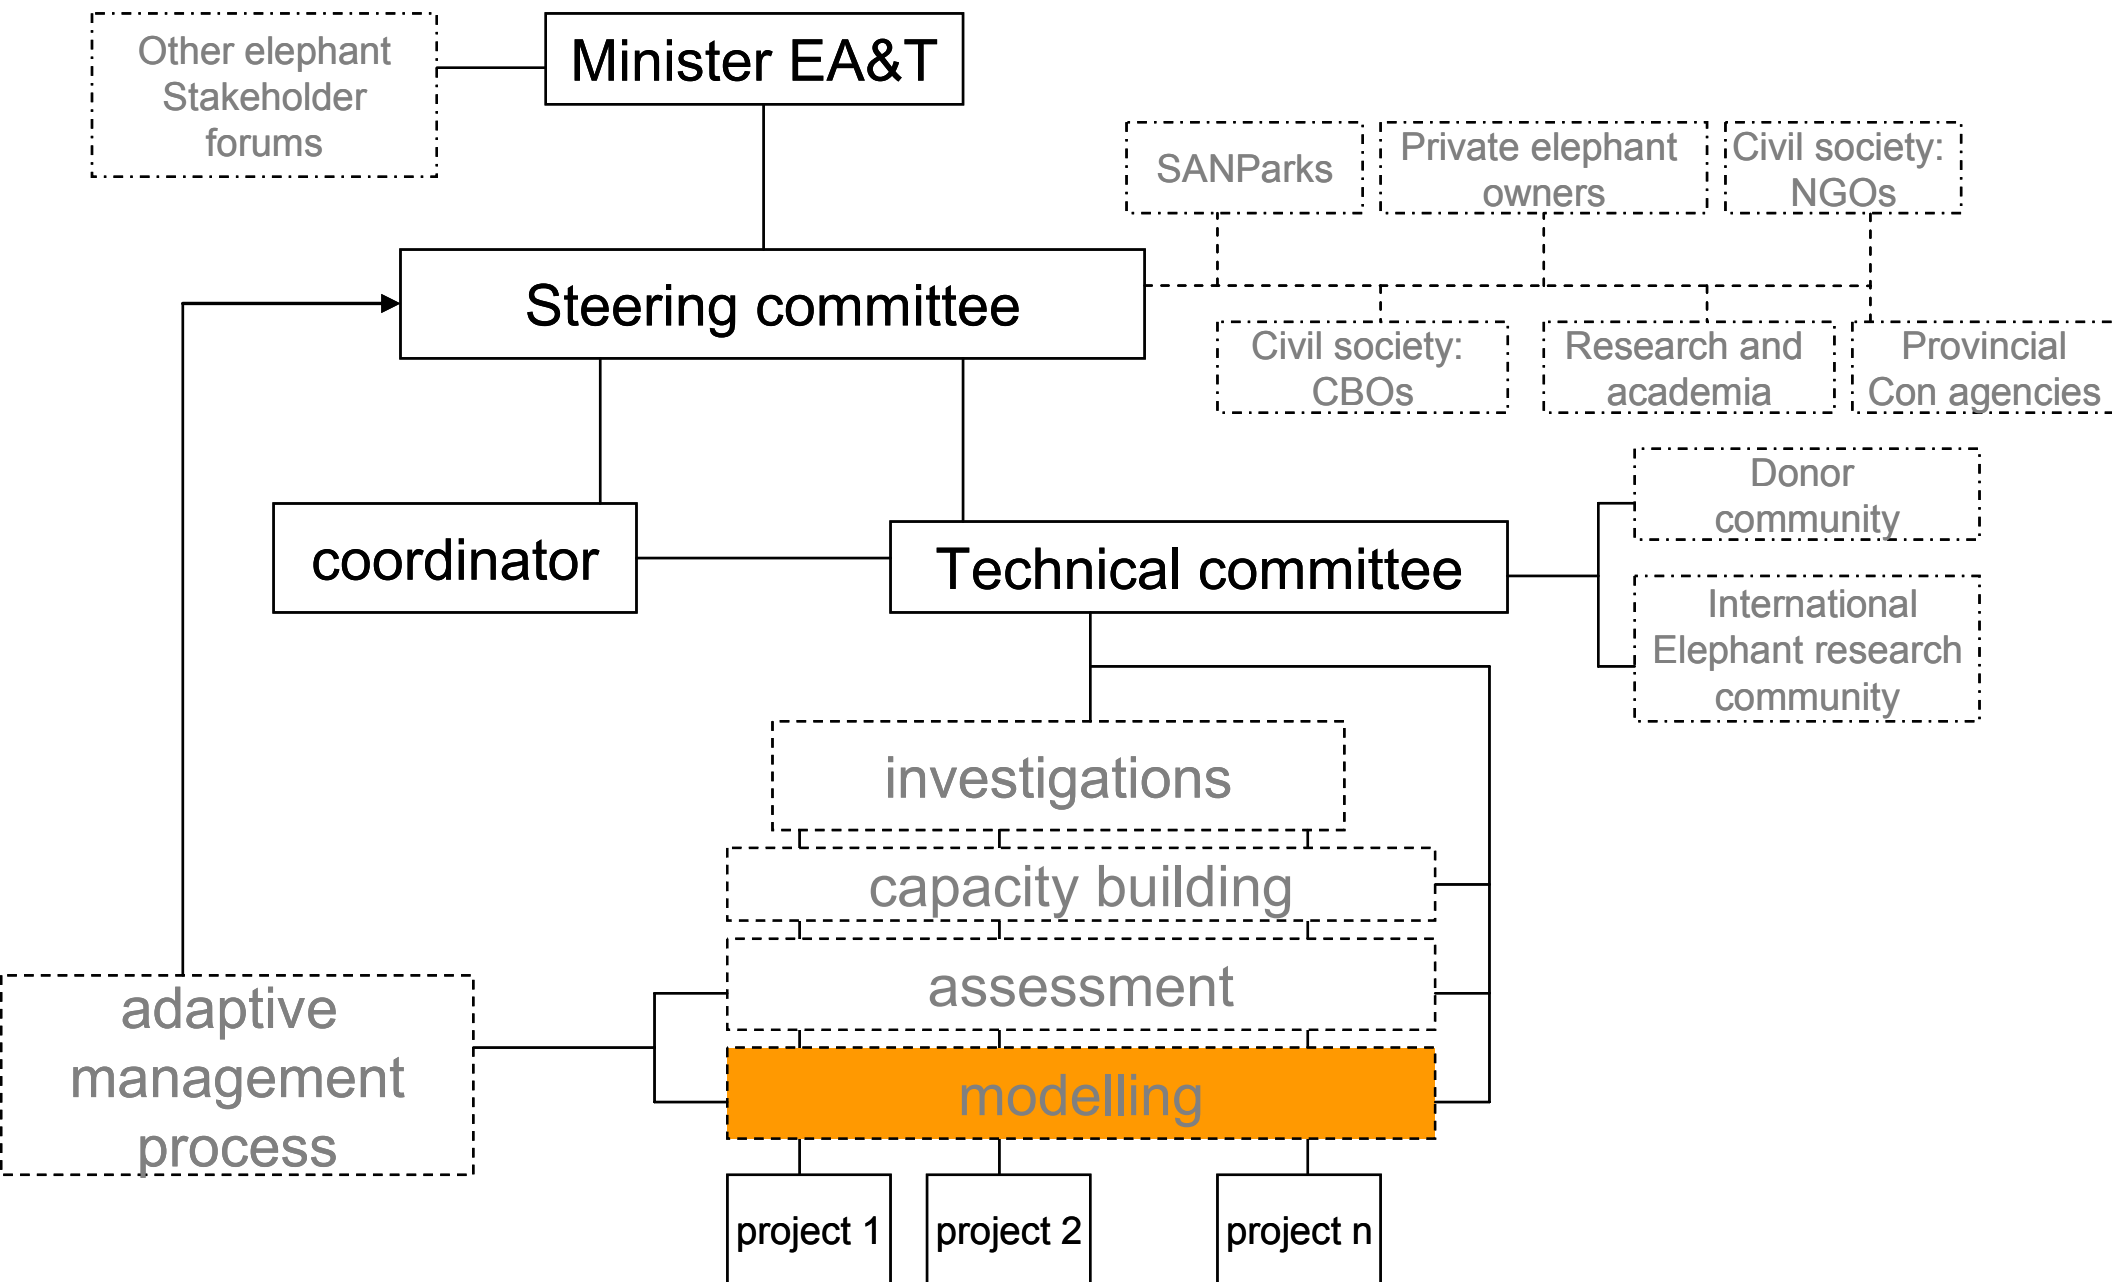 Other elephant
Stakeholder
forums
Minister EA&T
SANParks
Private elephant
owners
Civil society:
NGOs
Steering committee
Civil society:
CBOs
Research and
academia
Provincial
Con agencies
Donor
community
coordinator
Technical committee
International
Elephant research
community
investigations
capacity building
assessment
adaptive
management
process
modelling
project 1
project 2
project n